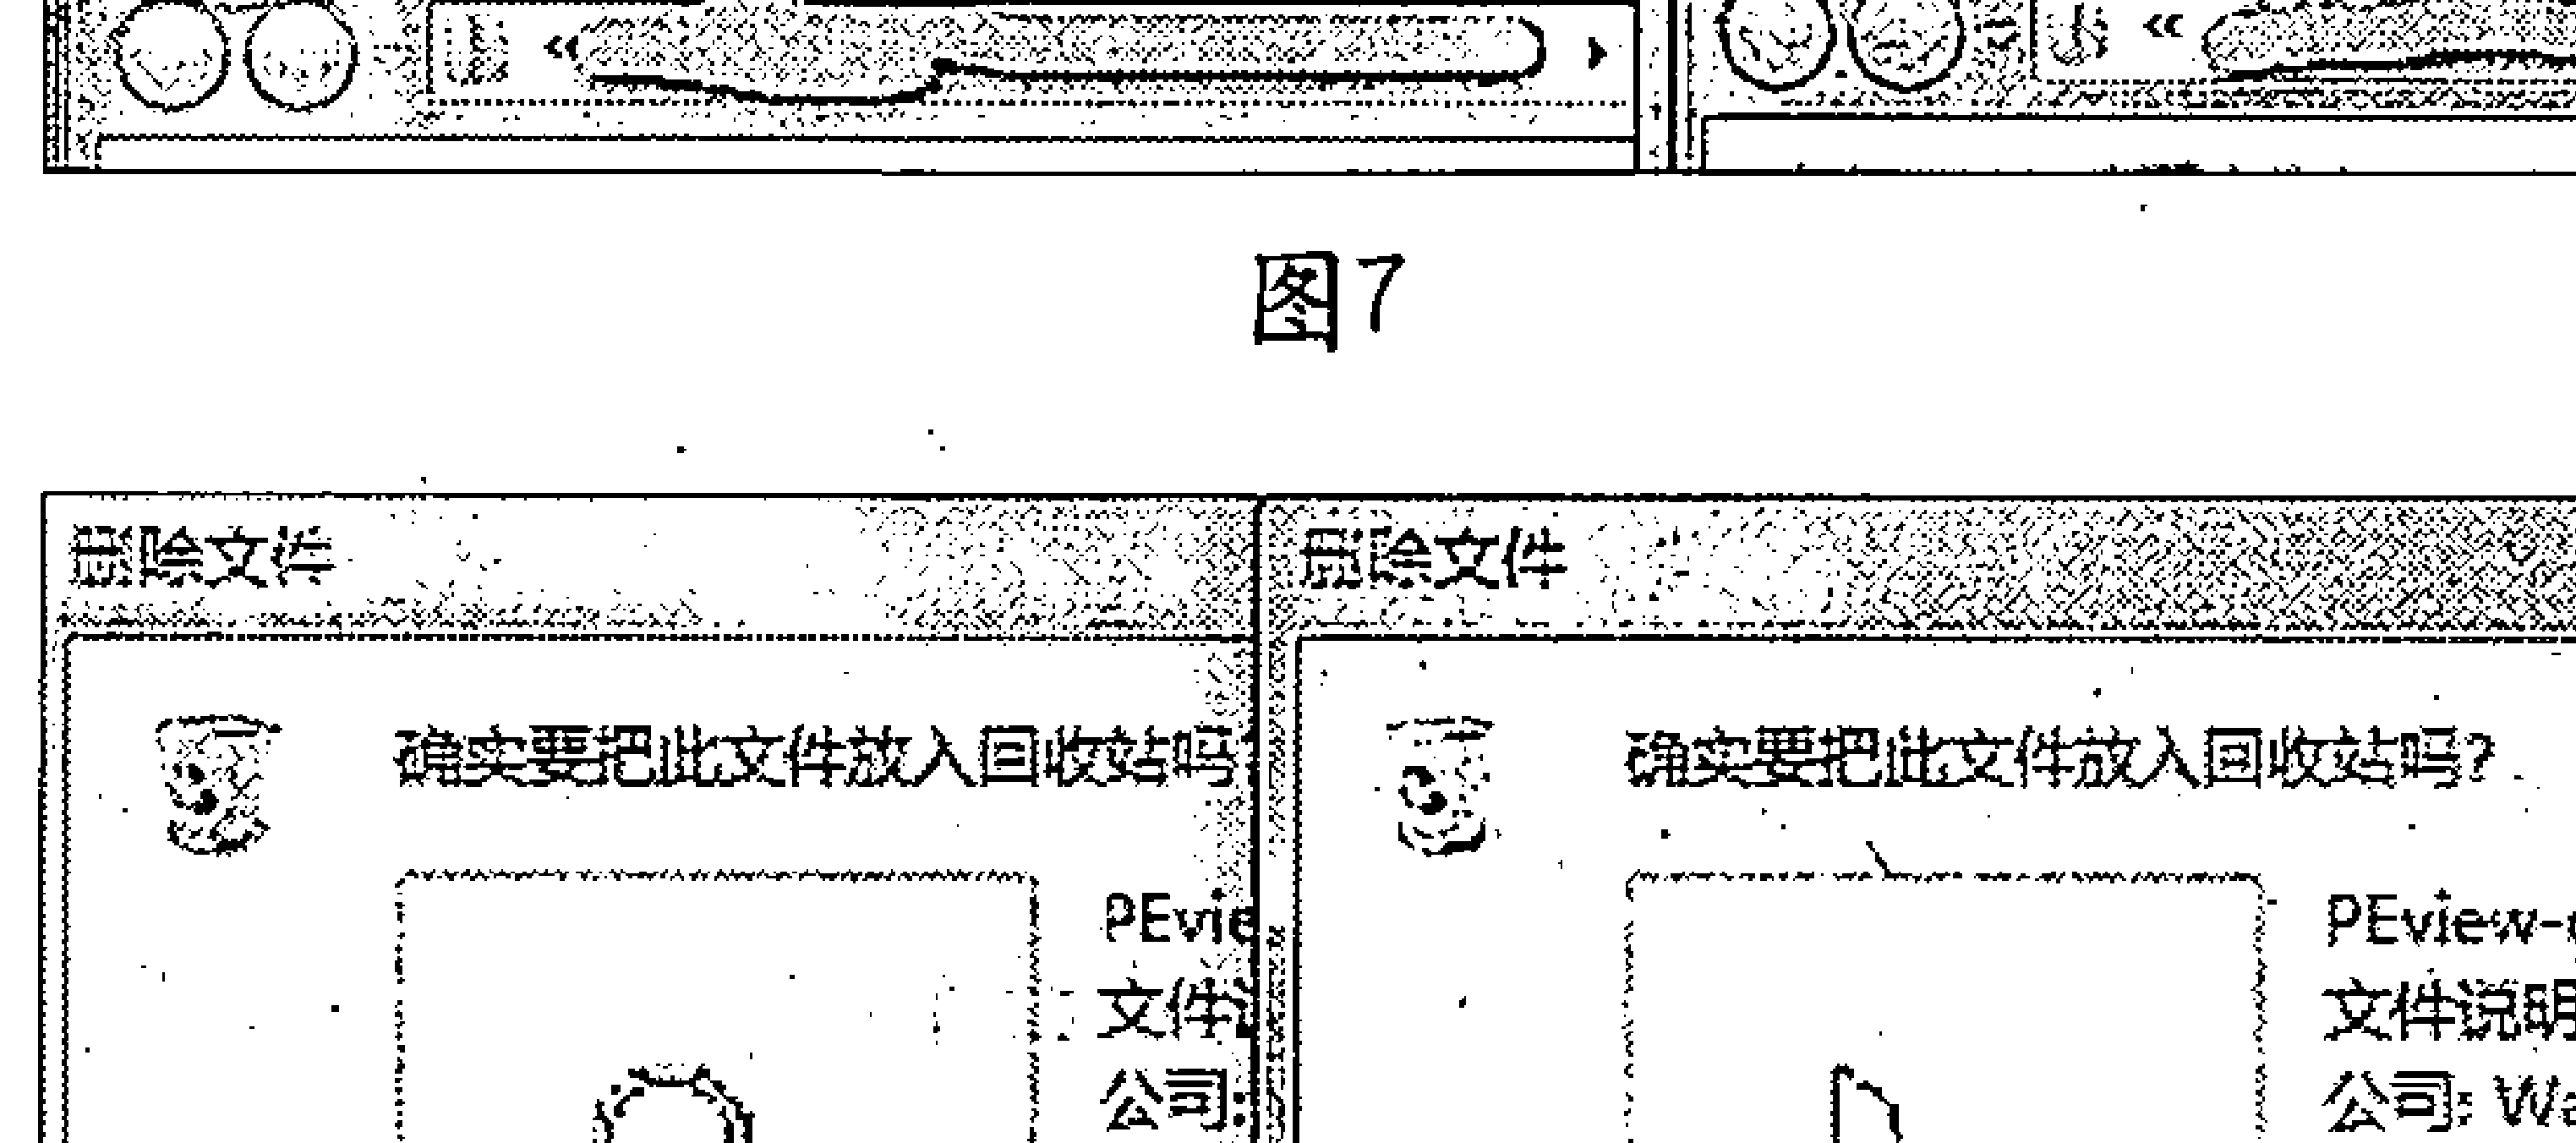 «
«
图7
删除文件
删除文件
确实要把此文件放入回收站吗
确实要把此文件放入回收站吗?
PEvie
文件
公司:
PEview-
文件说明
公司: Wa